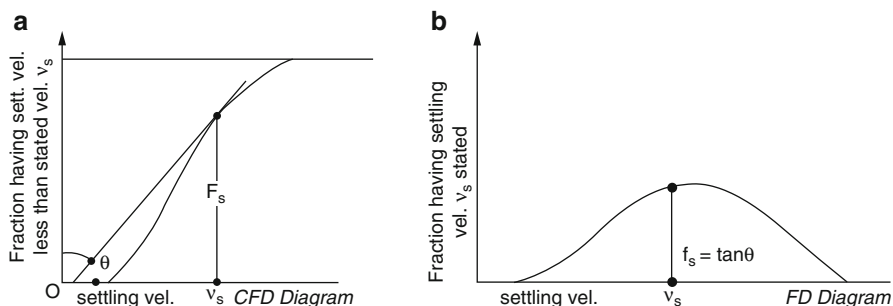 a
Fraction having sett. vel.
less than stated vel. νs
θ
Fs
O
settling vel.
νs
CFD Diagram
b
Fraction having settling
vel. νs stated
fs = tanθ
settling vel.
νs
FD Diagram